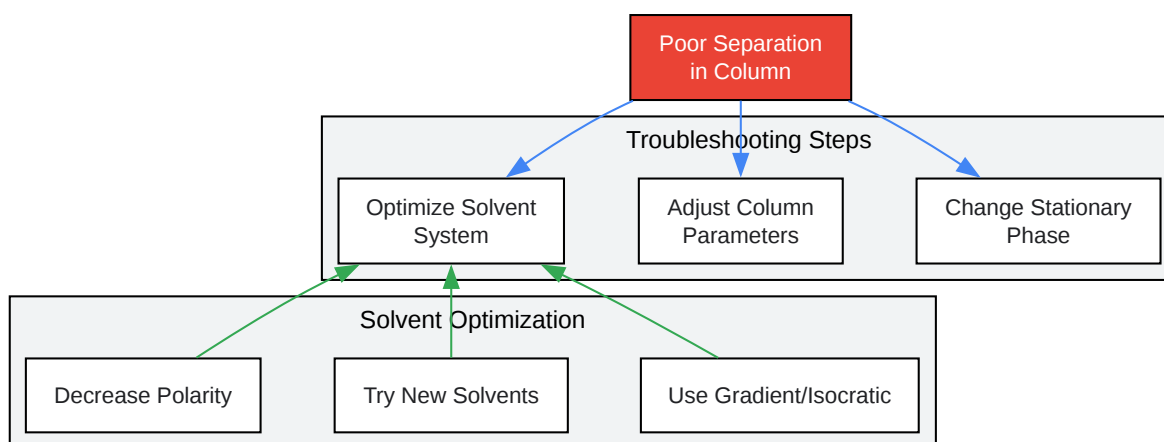 Poor Separation
in Column
Troubleshooting Steps
Optimize Solvent
System
Adjust Column
Parameters
Change Stationary
Phase
Solvent Optimization
Decrease Polarity
Try New Solvents
Use Gradient/Isocratic